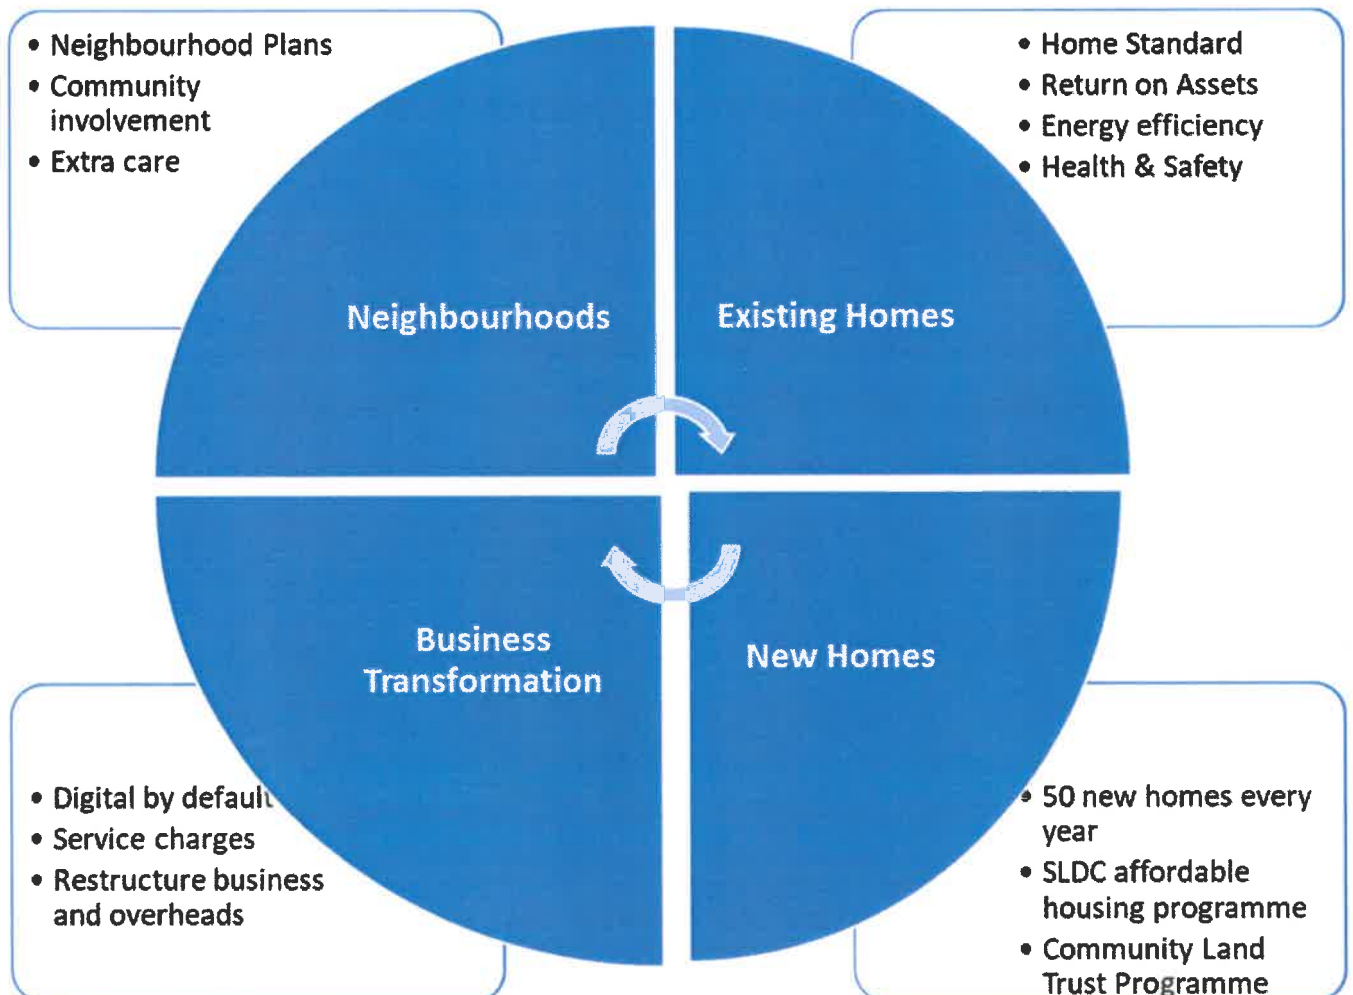 • Neighbourhood Plans
• Community
involvement
• Extra care
• Home Standard
• Return on Assets
• Energy efficiency
• Health & Safety
Neighbourhoods
Existing Homes
Business
Transformation
New Homes
• Digital by default
• Service charges
• Restructure business
and overheads
• 50 new homes every
year
• SLDC affordable
housing programme
• Community Land
Trust Programme